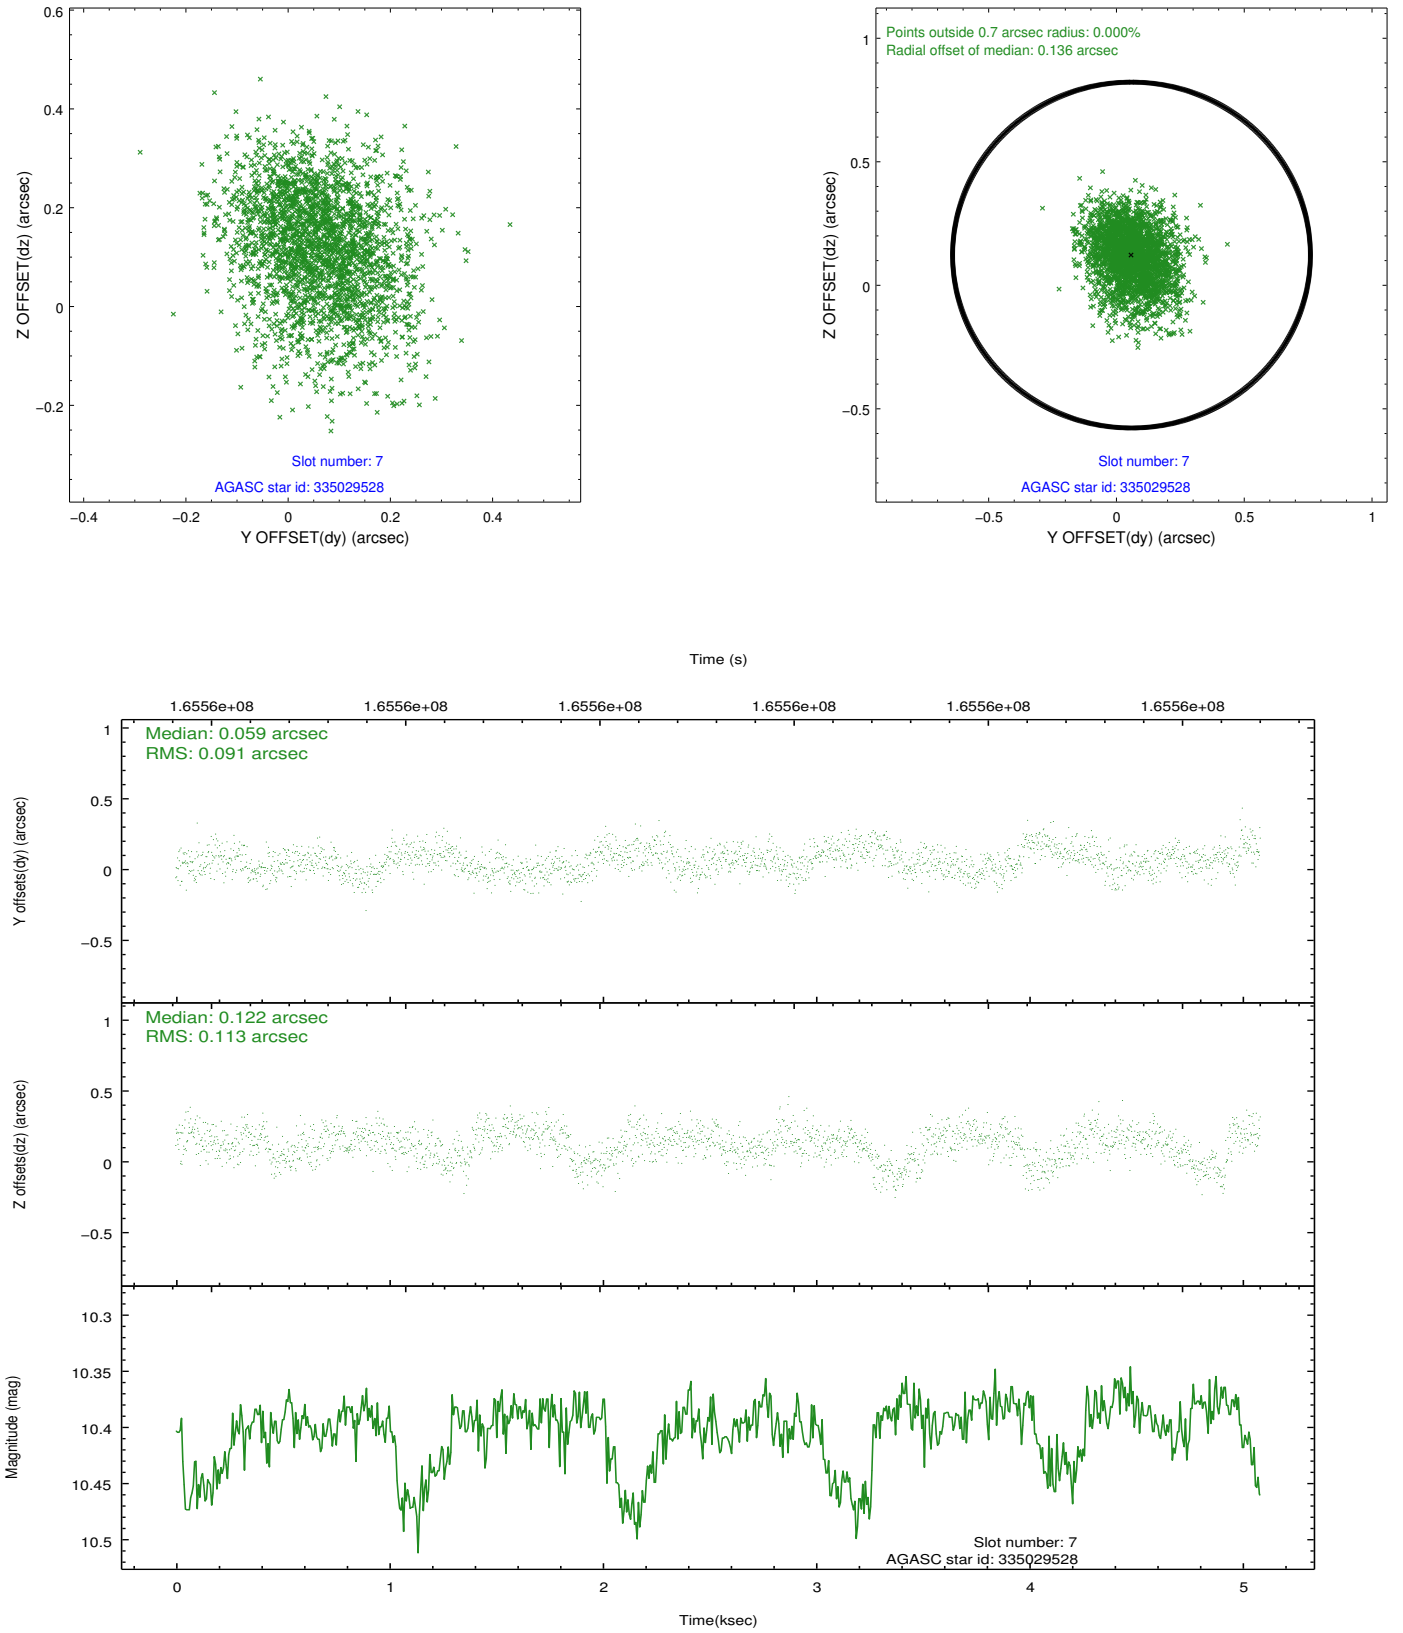 0.6
0.4
0.2
0
−0.2
Z OFFSET(dz) (arcsec)
Slot number: 7
AGASC star id: 335029528
−0.4
−0.2
0
0.2
0.4
Y OFFSET(dy) (arcsec)
Points outside 0.7 arcsec radius: 0.000%
Radial offset of median: 0.136 arcsec
1
0.5
0
−0.5
Z OFFSET(dz) (arcsec)
Slot number: 7
AGASC star id: 335029528
−0.5
0
0.5
1
Y OFFSET(dy) (arcsec)
Time (s)
1.6556e+08
1.6556e+08
1.6556e+08
1.6556e+08
1.6556e+08
1.6556e+08
Median: 0.059 arcsec
RMS: 0.091 arcsec
1
0.5
0
−0.5
Y offsets(dy) (arcsec)
Median: 0.122 arcsec
RMS: 0.113 arcsec
1
0.5
0
−0.5
Z offsets(dz) (arcsec)
10.3
10.35
10.4
10.45
10.5
Magnitude (mag)
Slot number: 7
AGASC star id: 335029528
0
1
2
3
4
5
Time(ksec)